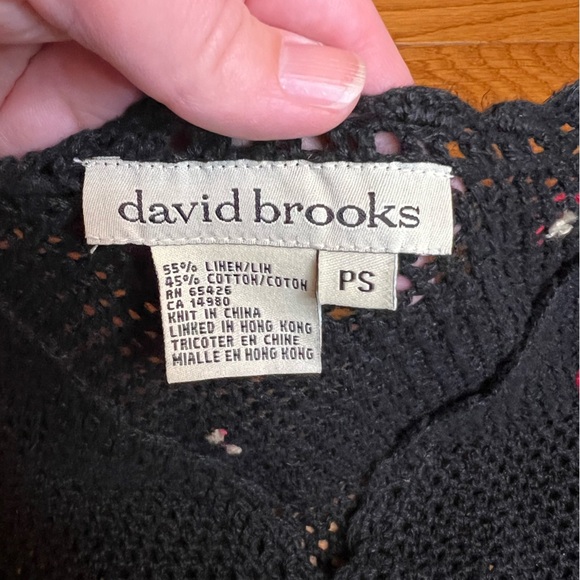 david brooks
PS
55% LINEN/LIN
45% COTTON/COTON
RN 65426
CA 14980
KNIT IN CHINA
LINKED IN HONG KONG
TRICOTER EN CHINE
MIALLE EN HONG KONG